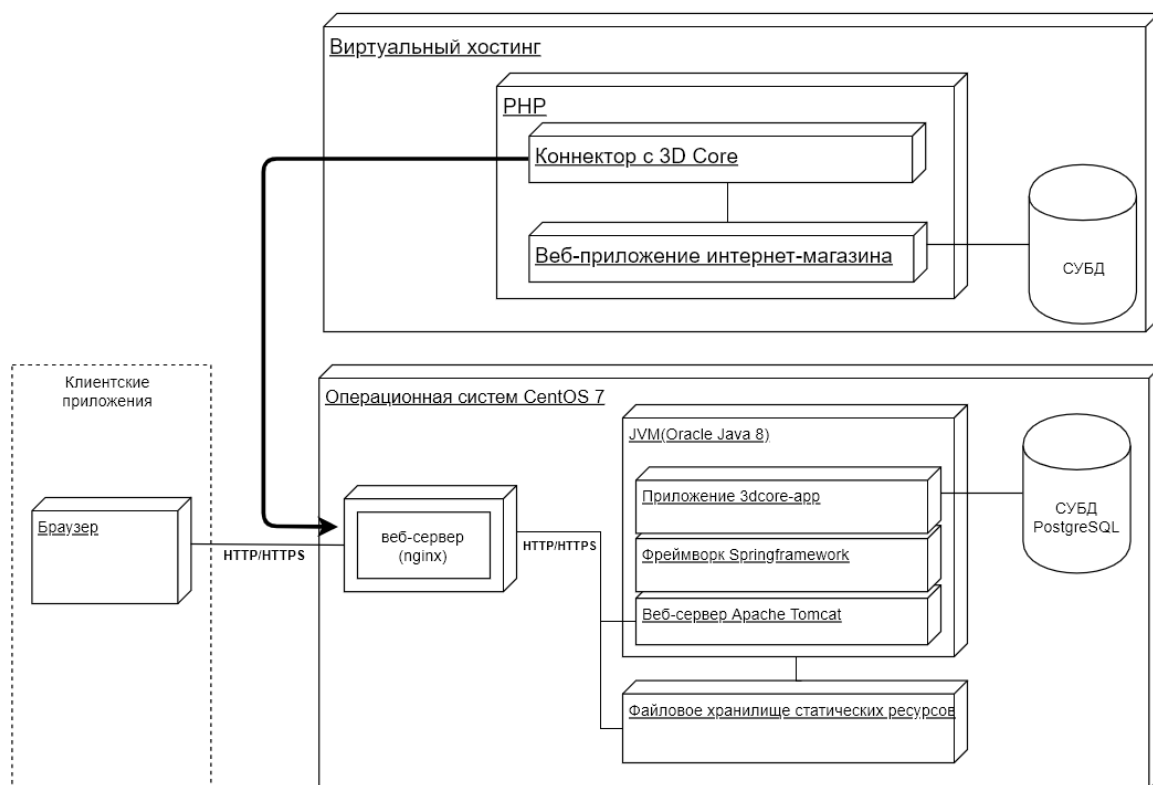 Виртуальный хостинг
PHP
Коннектор с 3D Core
Веб-приложение интернет-магазина
СУБД
Клиентские
приложения
Браузер
HTTP/HTTPS
Операционная систем CentOS 7
веб-сервер
(nginx)
HTTP/HTTPS
JVM(Oracle Java 8)
Приложение 3dcore-app
Фреймворк Springframework
Веб-сервер Apache Tomcat
Файловое хранилище статических ресурсов
СУБД
PostgreSQL